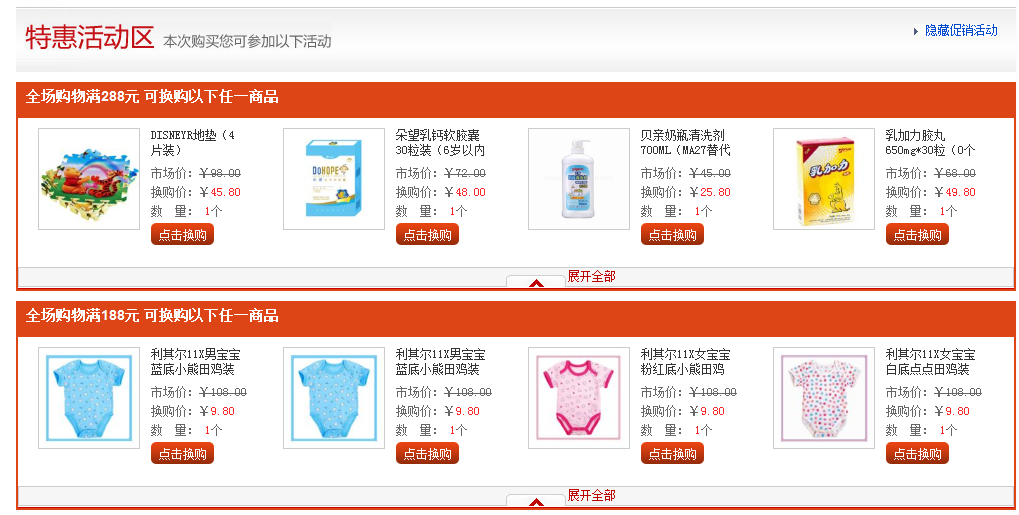 特惠活动区 本次购买您可参加以下活动
隐藏促销活动
全场购物满288元 可换购以下任一商品
DISNEYR地垫（4
片装）
市场价：￥98.00
换购价：￥45.80
数 量： 1个
点击换购
DOHOPE
朵望乳钙软胶囊
30粒装（6岁以内
市场价：￥72.00
换购价：￥48.00
数 量： 1个
点击换购
贝亲奶瓶清洗剂
700ML（MA27替代
市场价：￥45.00
换购价：￥25.80
数 量： 1个
点击换购
乳加力
乳加力胶丸
650mg*30粒（0个
市场价：￥68.00
换购价：￥49.80
数 量： 1个
点击换购
展开全部
全场购物满188元 可换购以下任一商品
利其尔11X男宝宝
蓝底小熊田鸡装
市场价：￥108.00
换购价：￥9.80
数 量： 1个
点击换购
利其尔11X男宝宝
蓝底小熊田鸡装
市场价：￥108.00
换购价：￥9.80
数 量： 1个
点击换购
利其尔11X女宝宝
粉红底小熊田鸡
市场价：￥108.00
换购价：￥9.80
数 量： 1个
点击换购
利其尔11X女宝宝
白底点点田鸡装
市场价：￥108.00
换购价：￥9.80
数 量： 1个
点击换购
展开全部